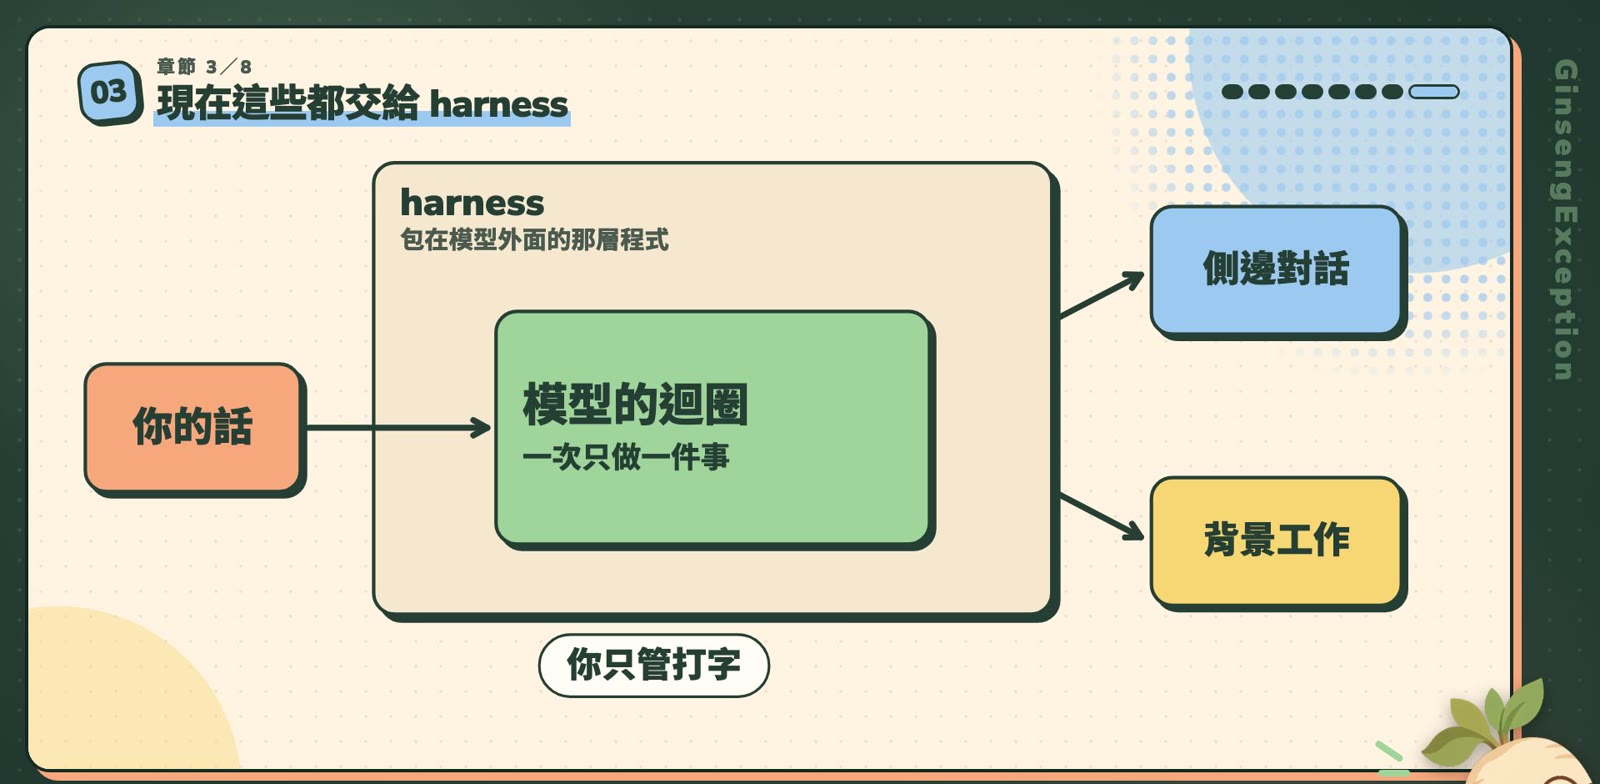 03
章節 3／8
現在這些都交給 harness
harness
包在模型外面的那層程式
你的話
模型的迴圈
一次只做一件事
側邊對話
背景工作
你只管打字
GinsengException